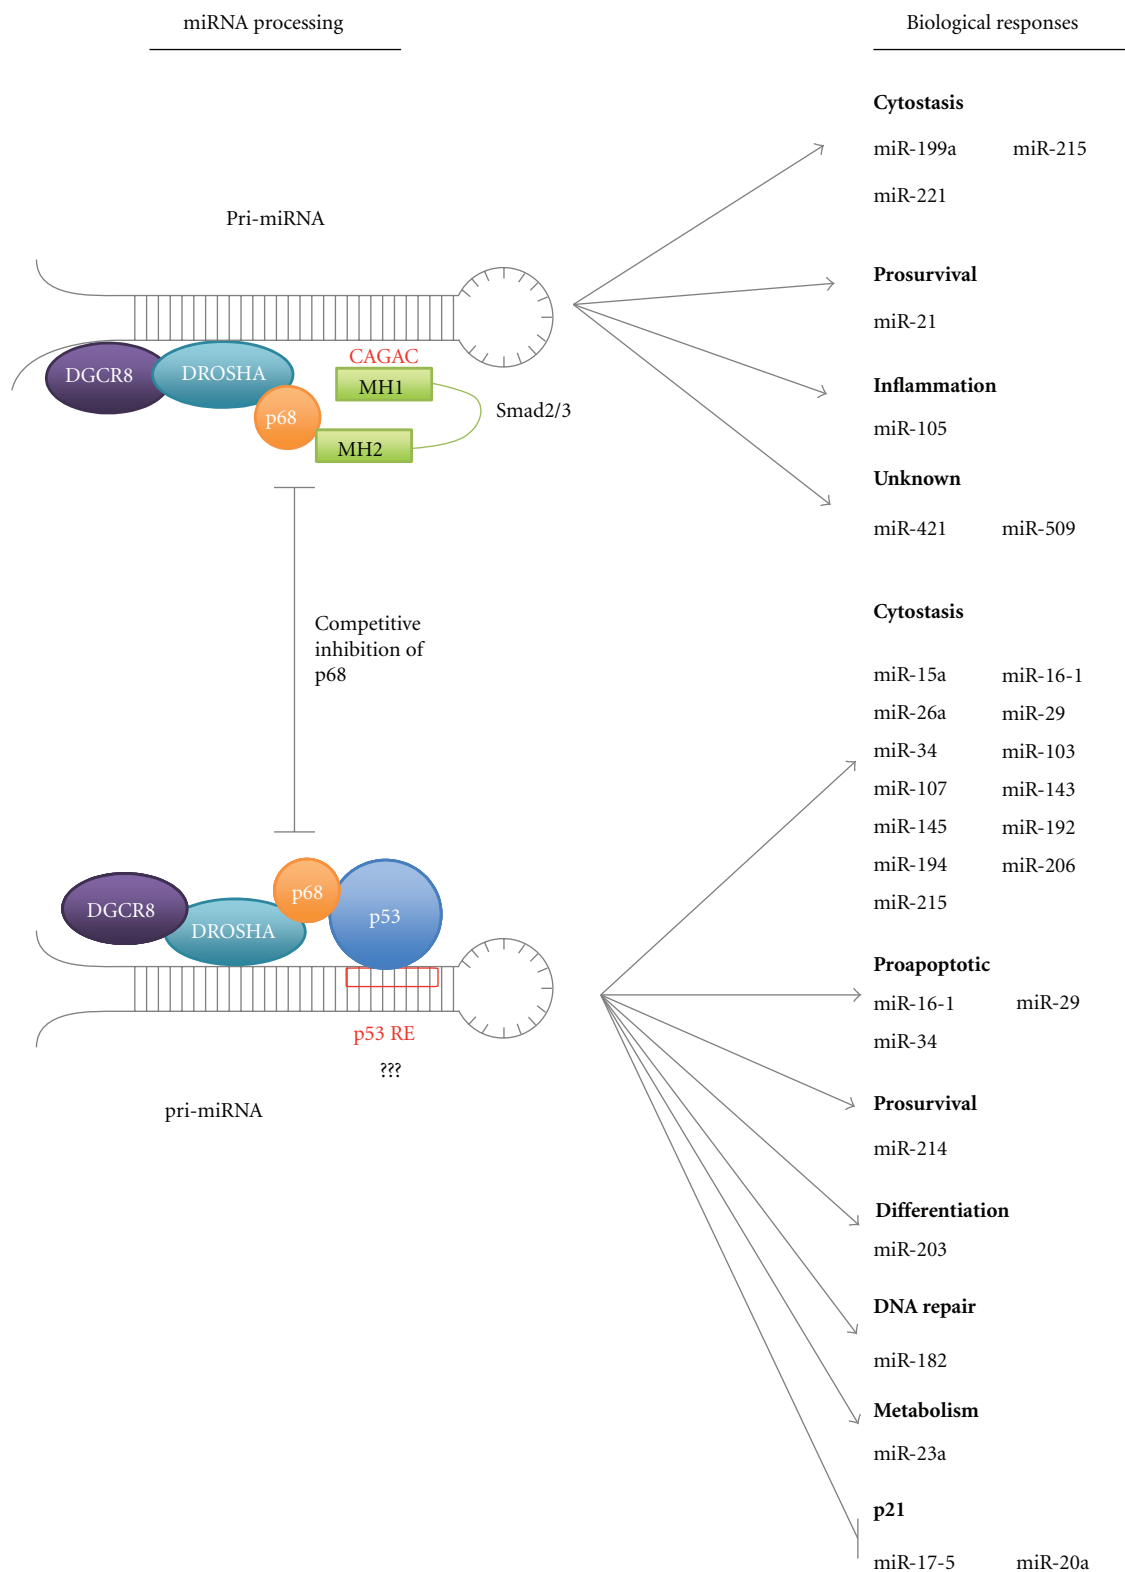 miRNA processing
Biological responses
Cytostasis
miR-199a miR-215
miR-221
Pri-miRNA
Prosurvival
miR-21
DGCR8
DROSHA
p68
CAGAC
MH1
MH2
Smad2/3
Inflammation
miR-105
Unknown
miR-421 miR-509
Competitive
inhibition of
p68
Cytostasis
miR-15a miR-16-1
miR-26a miR-29
miR-34 miR-103
miR-107 miR-143
miR-145 miR-192
miR-194 miR-206
miR-215
DGCR8
DROSHA
p68
p53
p53 RE
???
pri-miRNA
Proapoptotic
miR-16-1 miR-29
miR-34
Prosurvival
miR-214
Differentiation
miR-203
DNA repair
miR-182
Metabolism
miR-23a
p21
miR-17-5 miR-20a